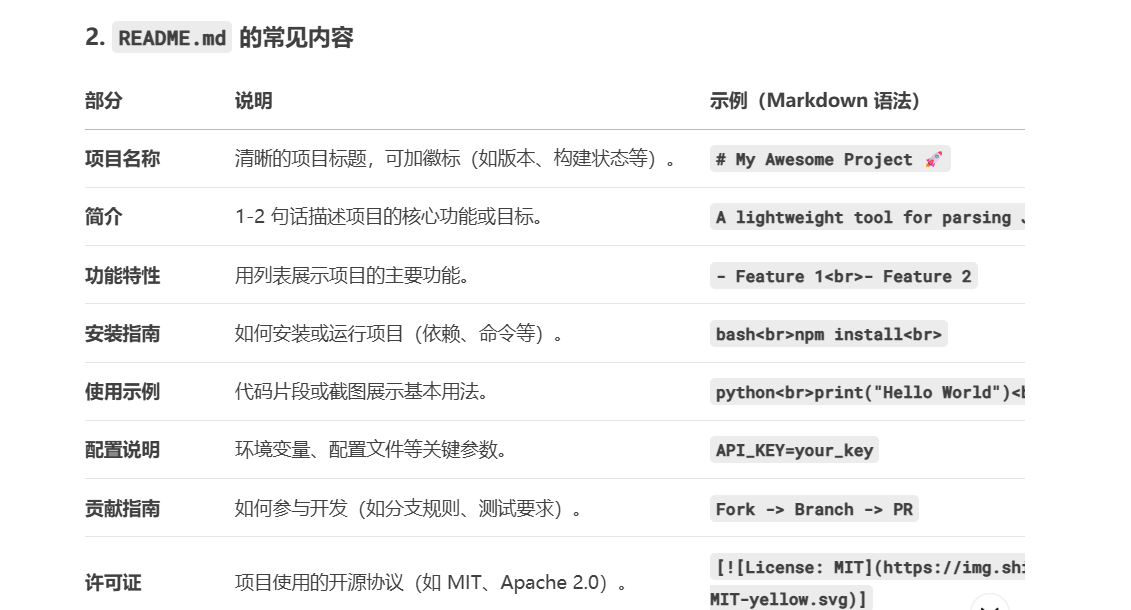 2. README.md 的常见内容
部分 说明 示例（Markdown 语法）
项目名称 清晰的项目标题，可加徽标（如版本、构建状态等）。 # My Awesome Project 🚀
简介 1-2 句话描述项目的核心功能或目标。 A lightweight tool for parsing
功能特性 用列表展示项目的主要功能。 - Feature 1<br>- Feature 2
安装指南 如何安装或运行项目（依赖、命令等）。 bash<br>npm install<br>
使用示例 代码片段或截图展示基本用法。 python<br>print("Hello World")<b
配置说明 环境变量、配置文件等关键参数。 API_KEY=your_key
贡献指南 如何参与开发（如分支规则、测试要求）。 Fork -> Branch -> PR
许可证 项目使用的开源协议（如 MIT、Apache 2.0）。 [![License: MIT](https://img.shi
MIT-yellow.svg)]